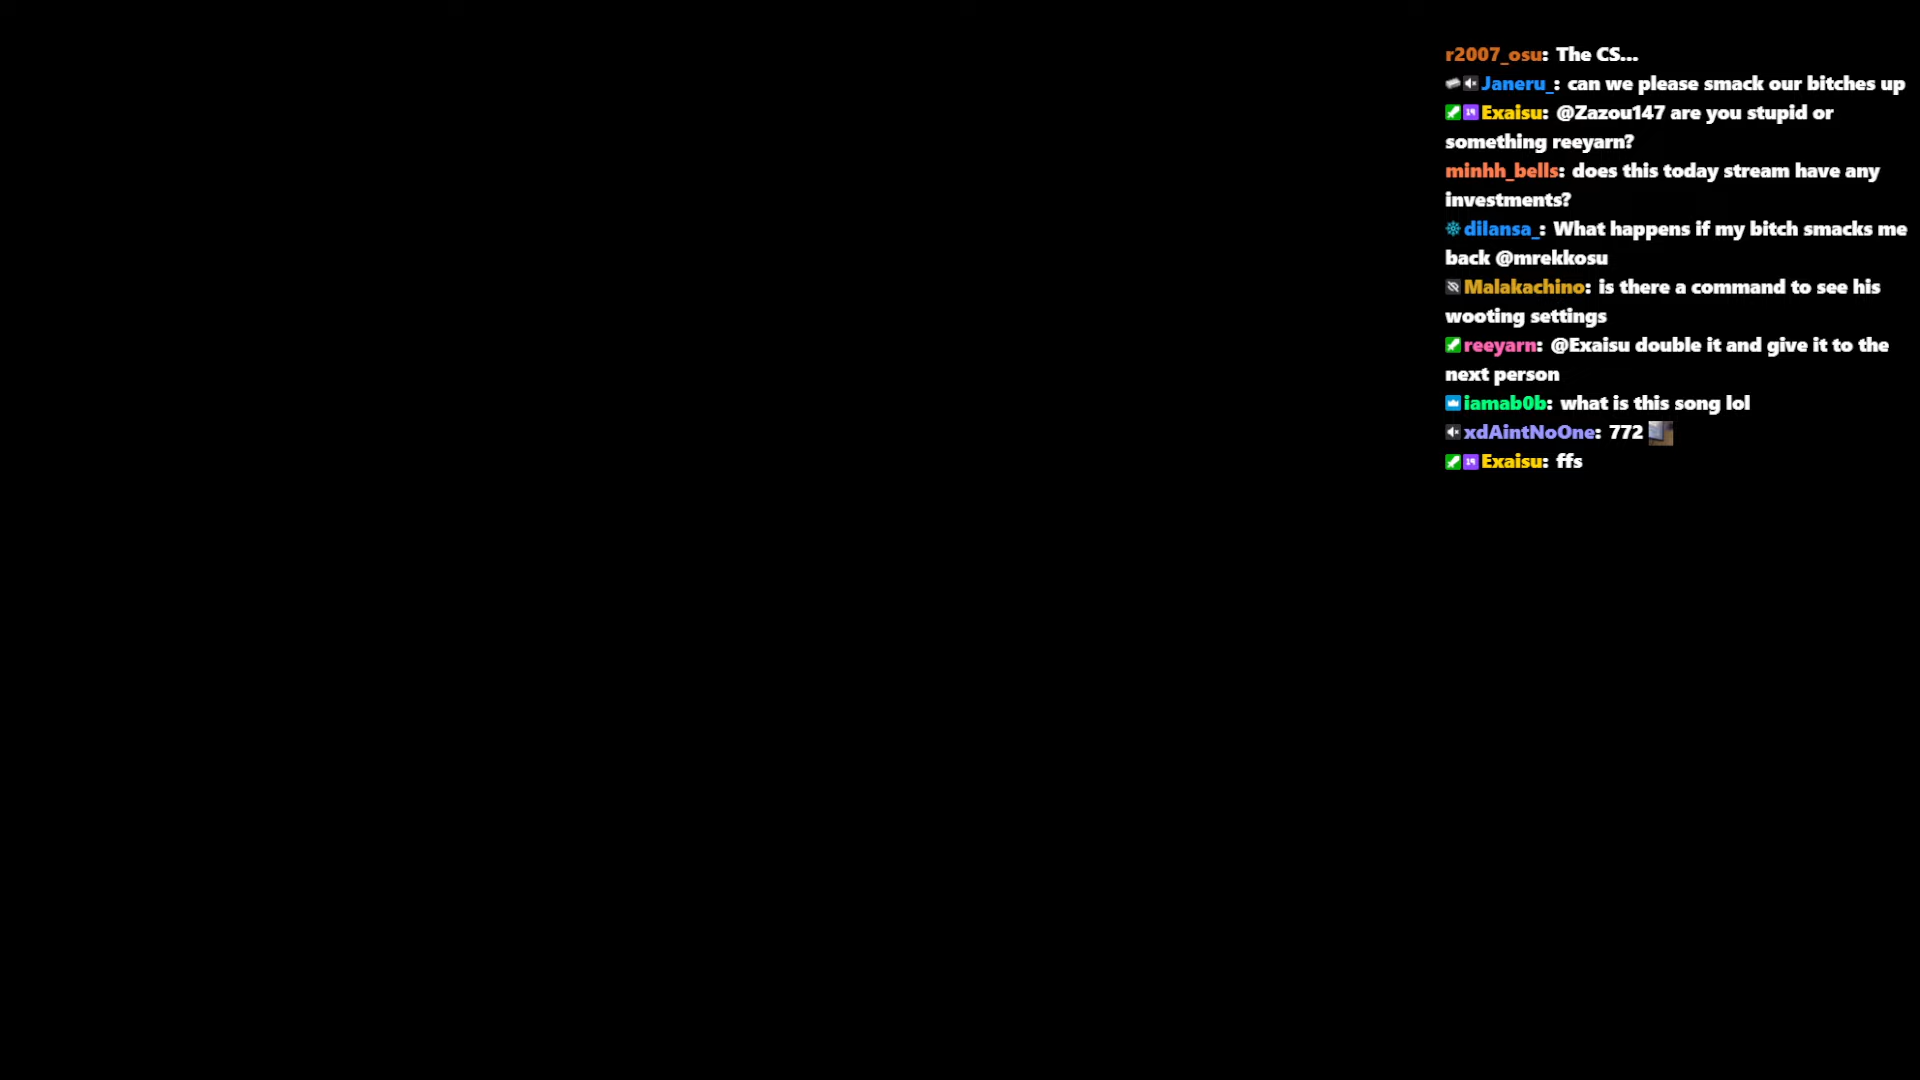 r2007_osu: The CS...
Janeru_: can we please smack our bitches up
Exaisu: @Zazou147 are you stupid or
something reeyarn?
minhh_bells: does this today stream have any
investments?
dilansa_: What happens if my bitch smacks me
back @mrekkosu
Malakachino: is there a command to see his
wooting settings
reeyarn: @Exaisu double it and give it to the
next person
iamab0b: what is this song lol
xdAintNoOne: 772
Exaisu: ffs